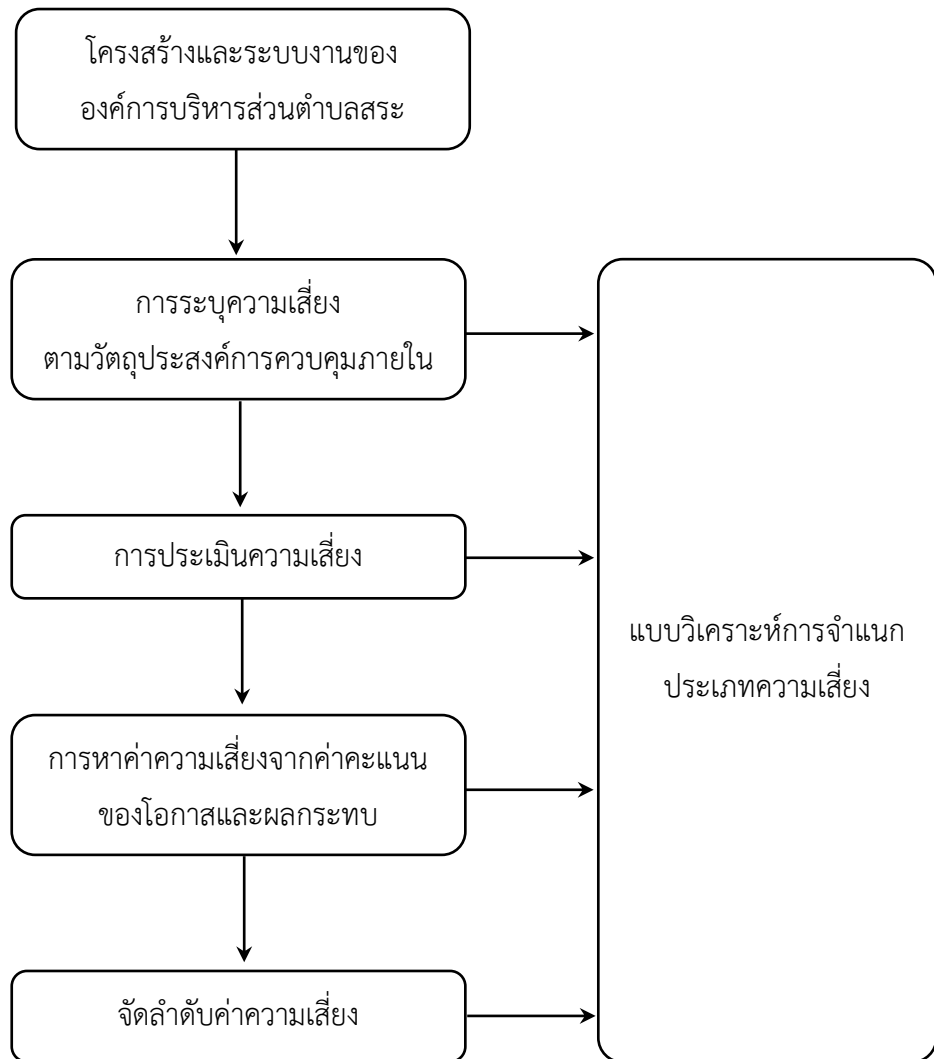 โครงสร้างและระบบงานของ
องค์การบริหารส่วนตำบลสระ
การระบุความเสี่ยง
ตามวัตถุประสงค์การควบคุมภายใน
การประเมินความเสี่ยง
การหาค่าความเสี่ยงจากค่าคะแนน
ของโอกาสและผลกระทบ
จัดลำดับค่าความเสี่ยง
แบบวิเคราะห์การจำแนก
ประเภทความเสี่ยง